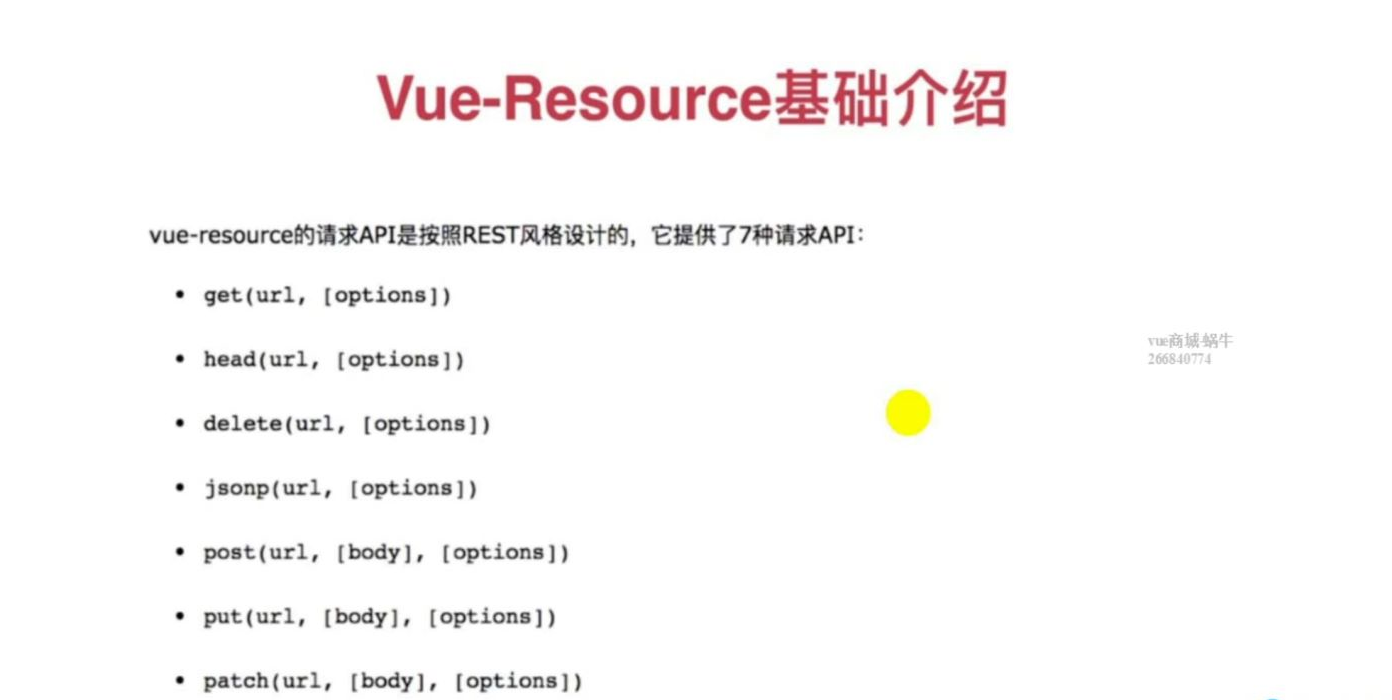 Vue-Resource基础介绍
vue-resource的请求API是按照REST风格设计的，它提供了7种请求API：
• get(url, [options])
• head(url, [options])
vue商城-蜗牛
266840774
• delete(url, [options])
• jsonp(url, [options])
• post(url, [body], [options])
• put(url, [body], [options])
• patch(url, [body], [options])